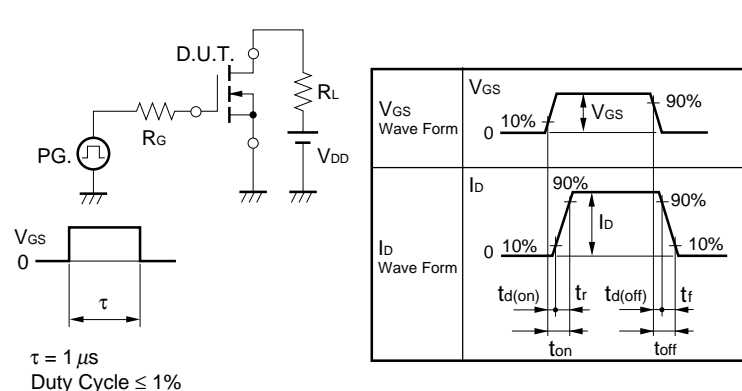 D.U.T.
RL
RG
PG.
VDD
VGS
0
τ
τ = 1 μs
Duty Cycle ≤ 1%
VGS
Wave Form
VGS
10%
0
VGS
90%
ID
Wave Form
ID
90%
90%
ID
0
10%
10%
td(on)
tr
td(off)
tf
ton
toff